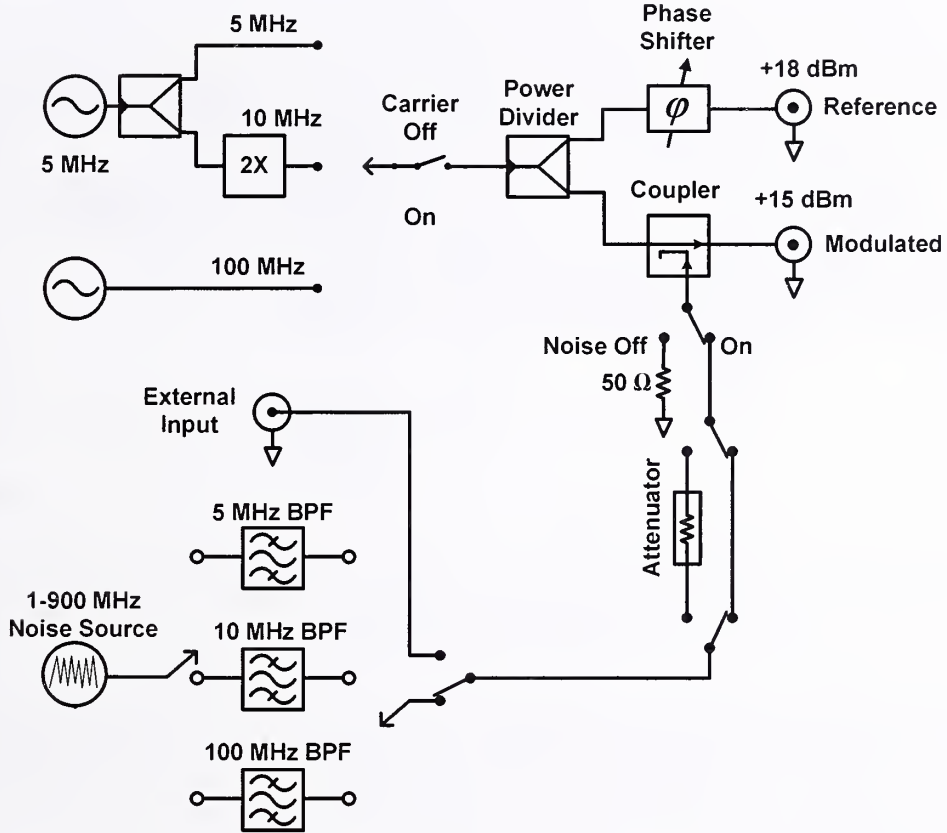 5 MHz
Phase
Shifter
+18 dBm
Reference
Carrier
Off
Power
Divider
10 MHz
2X
φ
5 MHz
On
Coupler
+15 dBm
Modulated
100 MHz
Noise Off
On
50 Ω
External
Input
Attenuator
5 MHz BPF
1-900 MHz
Noise Source
10 MHz BPF
100 MHz BPF